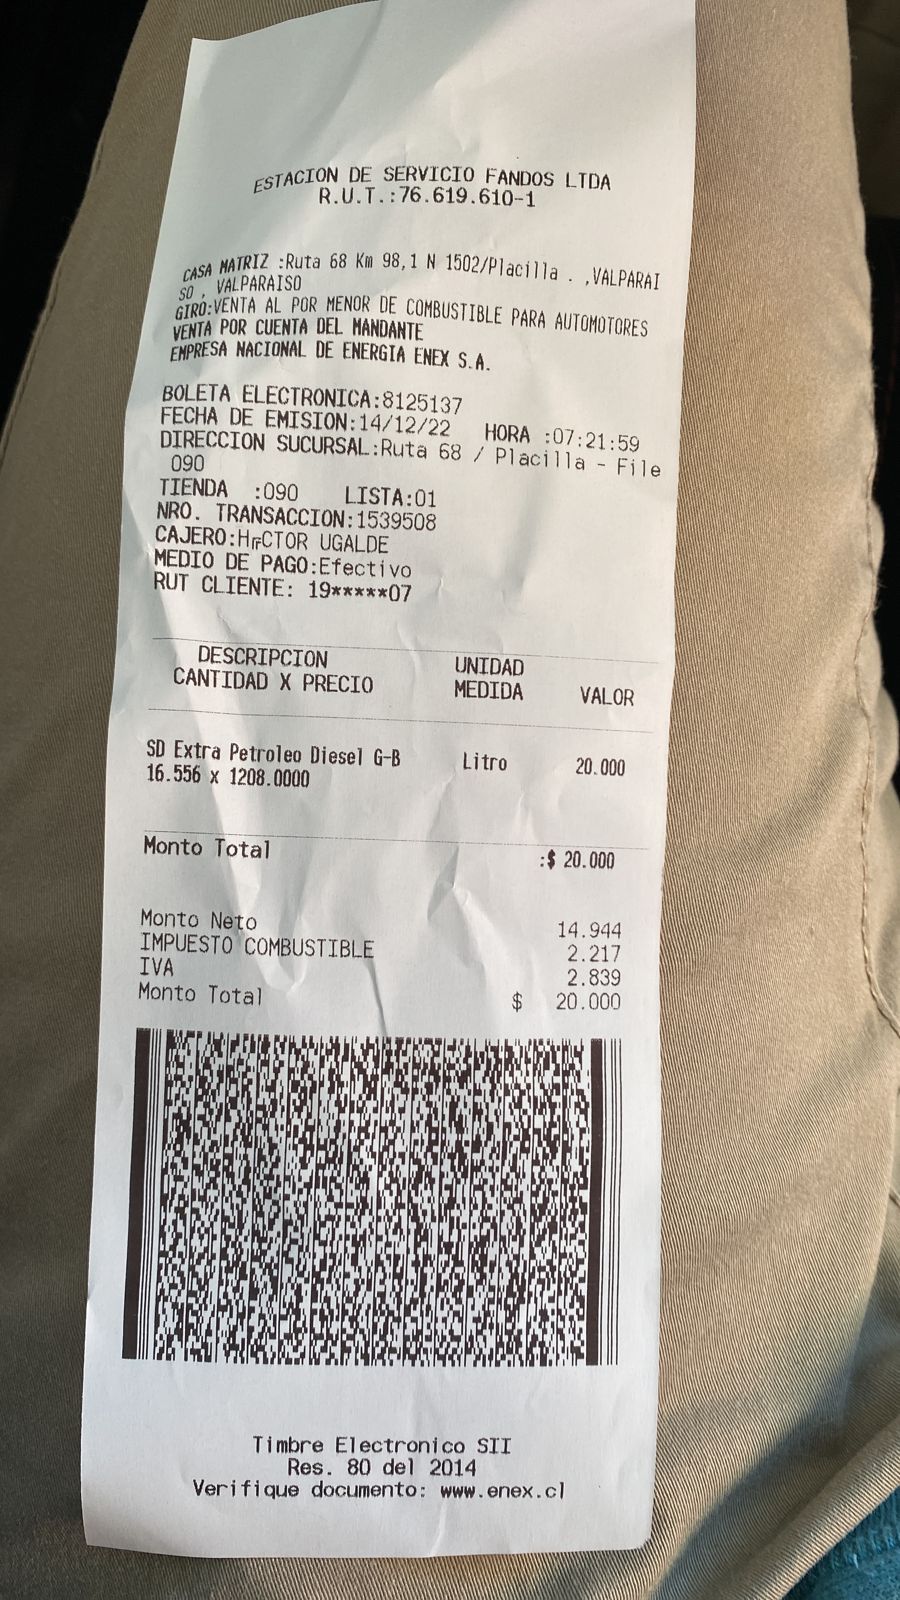 ESTACION DE SERVICIO FANDOS LTDA
R.U.T.:76.619.610-1
CASA MATRIZ :Ruta 68 Km 98,1 N 1502/Placilla . ,VALPARAI
SO , VALPARAISO
GIRO:VENTA AL POR MENOR DE COMBUSTIBLE PARA AUTOMOTORES
VENTA POR CUENTA DEL MANDANTE
EMPRESA NACIONAL DE ENERGIA ENEX S.A.
BOLETA ELECTRONICA:8125137
FECHA DE EMISION:14/12/22 HORA :07:21:59
DIRECCION SUCURSAL:Ruta 68 / Placilla - File
090
TIENDA :090 LISTA:01
NRO. TRANSACCION:1539508
CAJERO:H╓CTOR UGALDE
MEDIO DE PAGO:Efectivo
RUT CLIENTE: 19*****07
DESCRIPCION UNIDAD
CANTIDAD X PRECIO MEDIDA VALOR
SD Extra Petroleo Diesel G-B Litro 20.000
16.556 x 1208.0000
Monto Total :$ 20.000
Monto Neto 14.944
IMPUESTO COMBUSTIBLE 2.217
IVA 2.839
Monto Total $ 20.000
Timbre Electronico SII
Res. 80 del 2014
Verifique documento: www.enex.cl